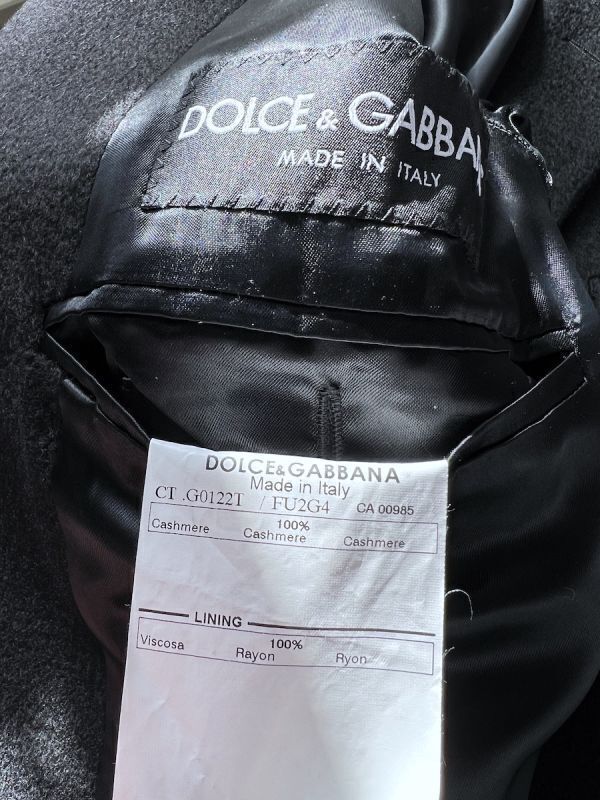 DOLCE & GABBANA
MADE IN ITALY
DOLCE&GABBANA
Made in Italy
CT .G0122T / FU2G4 CA 00985
100%
Cashmere Cashmere Cashmere
LINING
100%
Viscosa Rayon Ryon